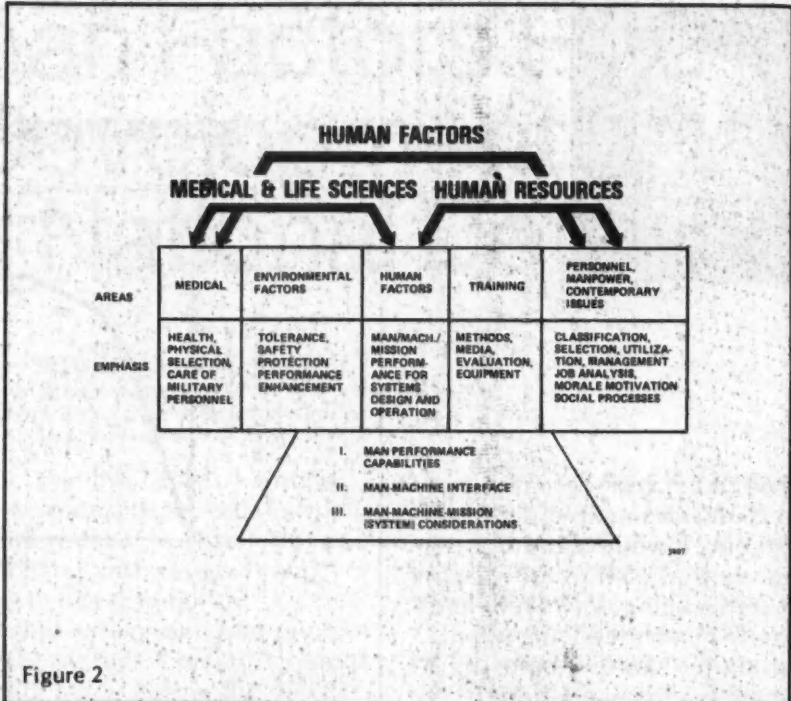 HUMAN FACTORS
MEDICAL & LIFE SCIENCES HUMAN RESOURCES
AREAS
MEDICAL
ENVIRONMENTAL
FACTORS
HUMAN
FACTORS
TRAINING
PERSONNEL,
MANPOWER,
CONTEMPORARY
ISSUES
EMPHASIS
HEALTH,
PHYSICAL
SELECTION,
CARE OF
MILITARY
PERSONNEL
TOLERANCE,
SAFETY
PROTECTION
PERFORMANCE
ENHANCEMENT
MAN/MACH./
MISSION
PERFORM-
ANCE FOR
SYSTEMS
DESIGN AND
OPERATION
METHODS,
MEDIA,
EVALUATION,
EQUIPMENT
CLASSIFICATION,
SELECTION, UTILIZA-
TION, MANAGEMENT
JOB ANALYSIS,
MORALE MOTIVATION
SOCIAL PROCESSES
I. MAN PERFORMANCE
CAPABILITIES
II. MAN-MACHINE INTERFACE
III. MAN-MACHINE-MISSION
(SYSTEM) CONSIDERATIONS
Figure 2